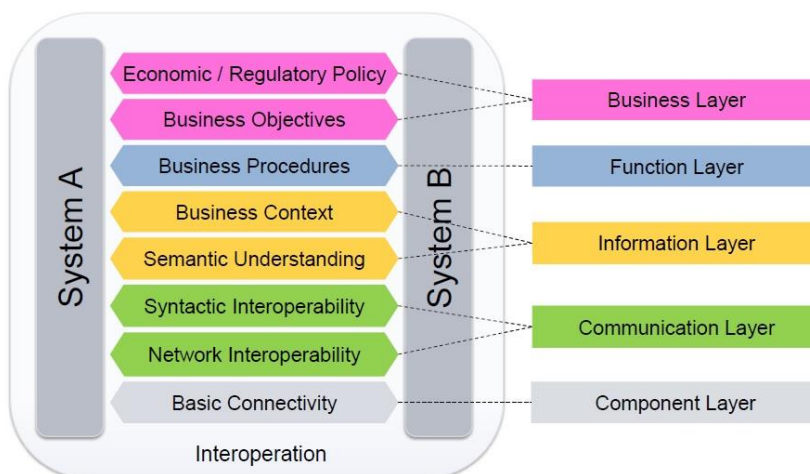 System A
Economic / Regulatory Policy
Business Objectives
Business Procedures
Business Context
Semantic Understanding
Syntactic Interoperability
Network Interoperability
Basic Connectivity
System B
Interoperation
Business Layer
Function Layer
Information Layer
Communication Layer
Component Layer